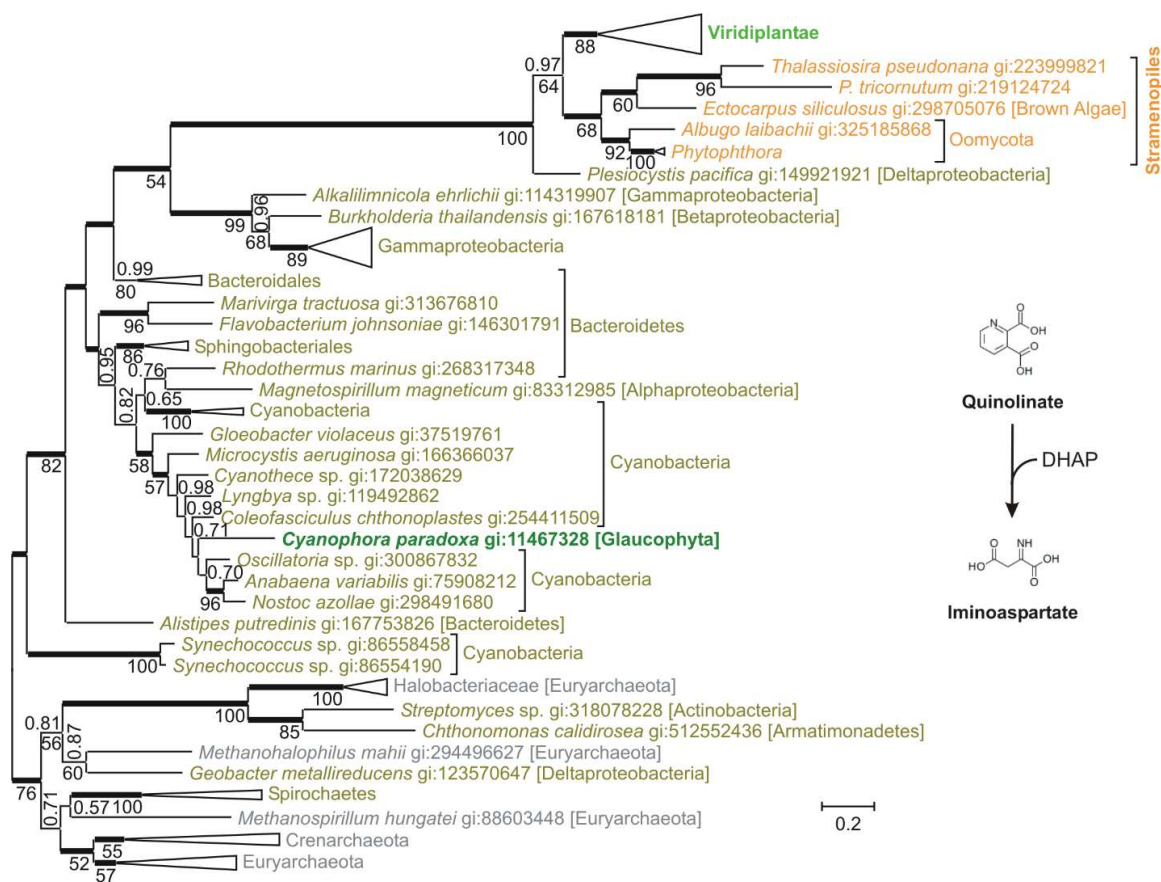 88
Viridiplantae
0.97
64
Thalassiosira pseudonana gi:223999821
96
P. tricornutum gi:219124724
60
Ectocarpus siliculosus gi:298705076 [Brown Algae]
68
Albugo laibachii gi:325185868
92
100
Phytophthora
Oomycota
Stramenopiles
100
Plesiocystis pacifica gi:149921921 [Deltaproteobacteria]
54
Alkalilimnicola ehrlichii gi:114319907 [Gammaproteobacteria]
99
0.96
Burkholderia thailandensis gi:167618181 [Betaproteobacteria]
68
89
Gammaproteobacteria
0.99
80
Bacteroidales
Marivirga tractuosa gi:313676810
96
Flavobacterium johnsoniae gi:146301791
Bacteroidetes
0.95
86
Sphingobacteriales
0.76
Rhodothermus marinus gi:268317348
0.82
0.65
Magnetospirillum magneticum gi:83312985 [Alphaproteobacteria]
100
Cyanobacteria
Gloeobacter violaceus gi:37519761
58
Microcystis aeruginosa gi:166366037
Cyanobacteria
82
57
0.98
Cyanothece sp. gi:172038629
0.98
Lyngbya sp. gi:119492862
0.71
Coleofasciculus chthonoplastes gi:254411509
Cyanophora paradoxa gi:11467328 [Glaucophyta]
Oscillatoria sp. gi:300867832
0.70
Anabaena variabilis gi:75908212
Cyanobacteria
96
Nostoc azollae gi:298491680
Alistipes putredinis gi:167753826 [Bacteroidetes]
Synechococcus sp. gi:86558458
Cyanobacteria
100
Synechococcus sp. gi:86554190
100
Halobacteriaceae [Euryarchaeota]
100
Streptomyces sp. gi:318078228 [Actinobacteria]
0.81
85
Chthonomonas calidirosea gi:512552436 [Armatimonadetes]
56
0.87
Methanohalophilus mahii gi:294496627 [Euryarchaeota]
60
Geobacter metallireducens gi:123570647 [Deltaproteobacteria]
76
0.71
0.57
100
Spirochaetes
Methanospirillum hungatei gi:88603448 [Euryarchaeota]
Crenarchaeota
52
55
Euryarchaeota
57
N
O
OH
O
OH
Quinolinate
DHAP
O
NH
HO
OH
O
Iminoaspartate
0.2